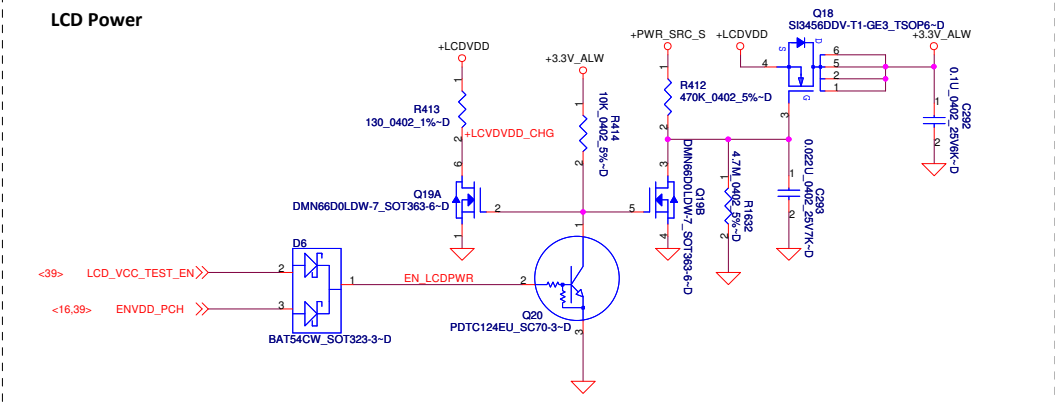 LCD Power
Q18
SI3456DDV-T1-GE3_TSOP6~D
+LCDVDD
+3.3V_ALW
+PWR_SRC_S
+LCDVDD
+3.3V_ALW
S
D
G
4
6
5
2
1
3
1
R413
130_0402_1%~D
2
+LCVDVDD_CHG
1
10K_0402_5%~D
R414
2
1
R412
470K_0402_5%~D
2
0.1U_0402_25V6K~D
C292
1
2
6
Q19A
DMN66D0LDW-7_SOT363-6~D
2
1
3
5
4
DMN66D0LDW-7_SOT363-6~D
Q19B
1
4.7M_0402_5%~D
R1632
2
1
0.022U_0402_25V7K~D
C293
2
D6
<39>
LCD_VCC_TEST_EN
2
1
EN_LCDPWR
2
1
<16,39>
ENVDD_PCH
3
BAT54CW_SOT323-3~D
Q20
PDTC124EU_SC70-3~D
3